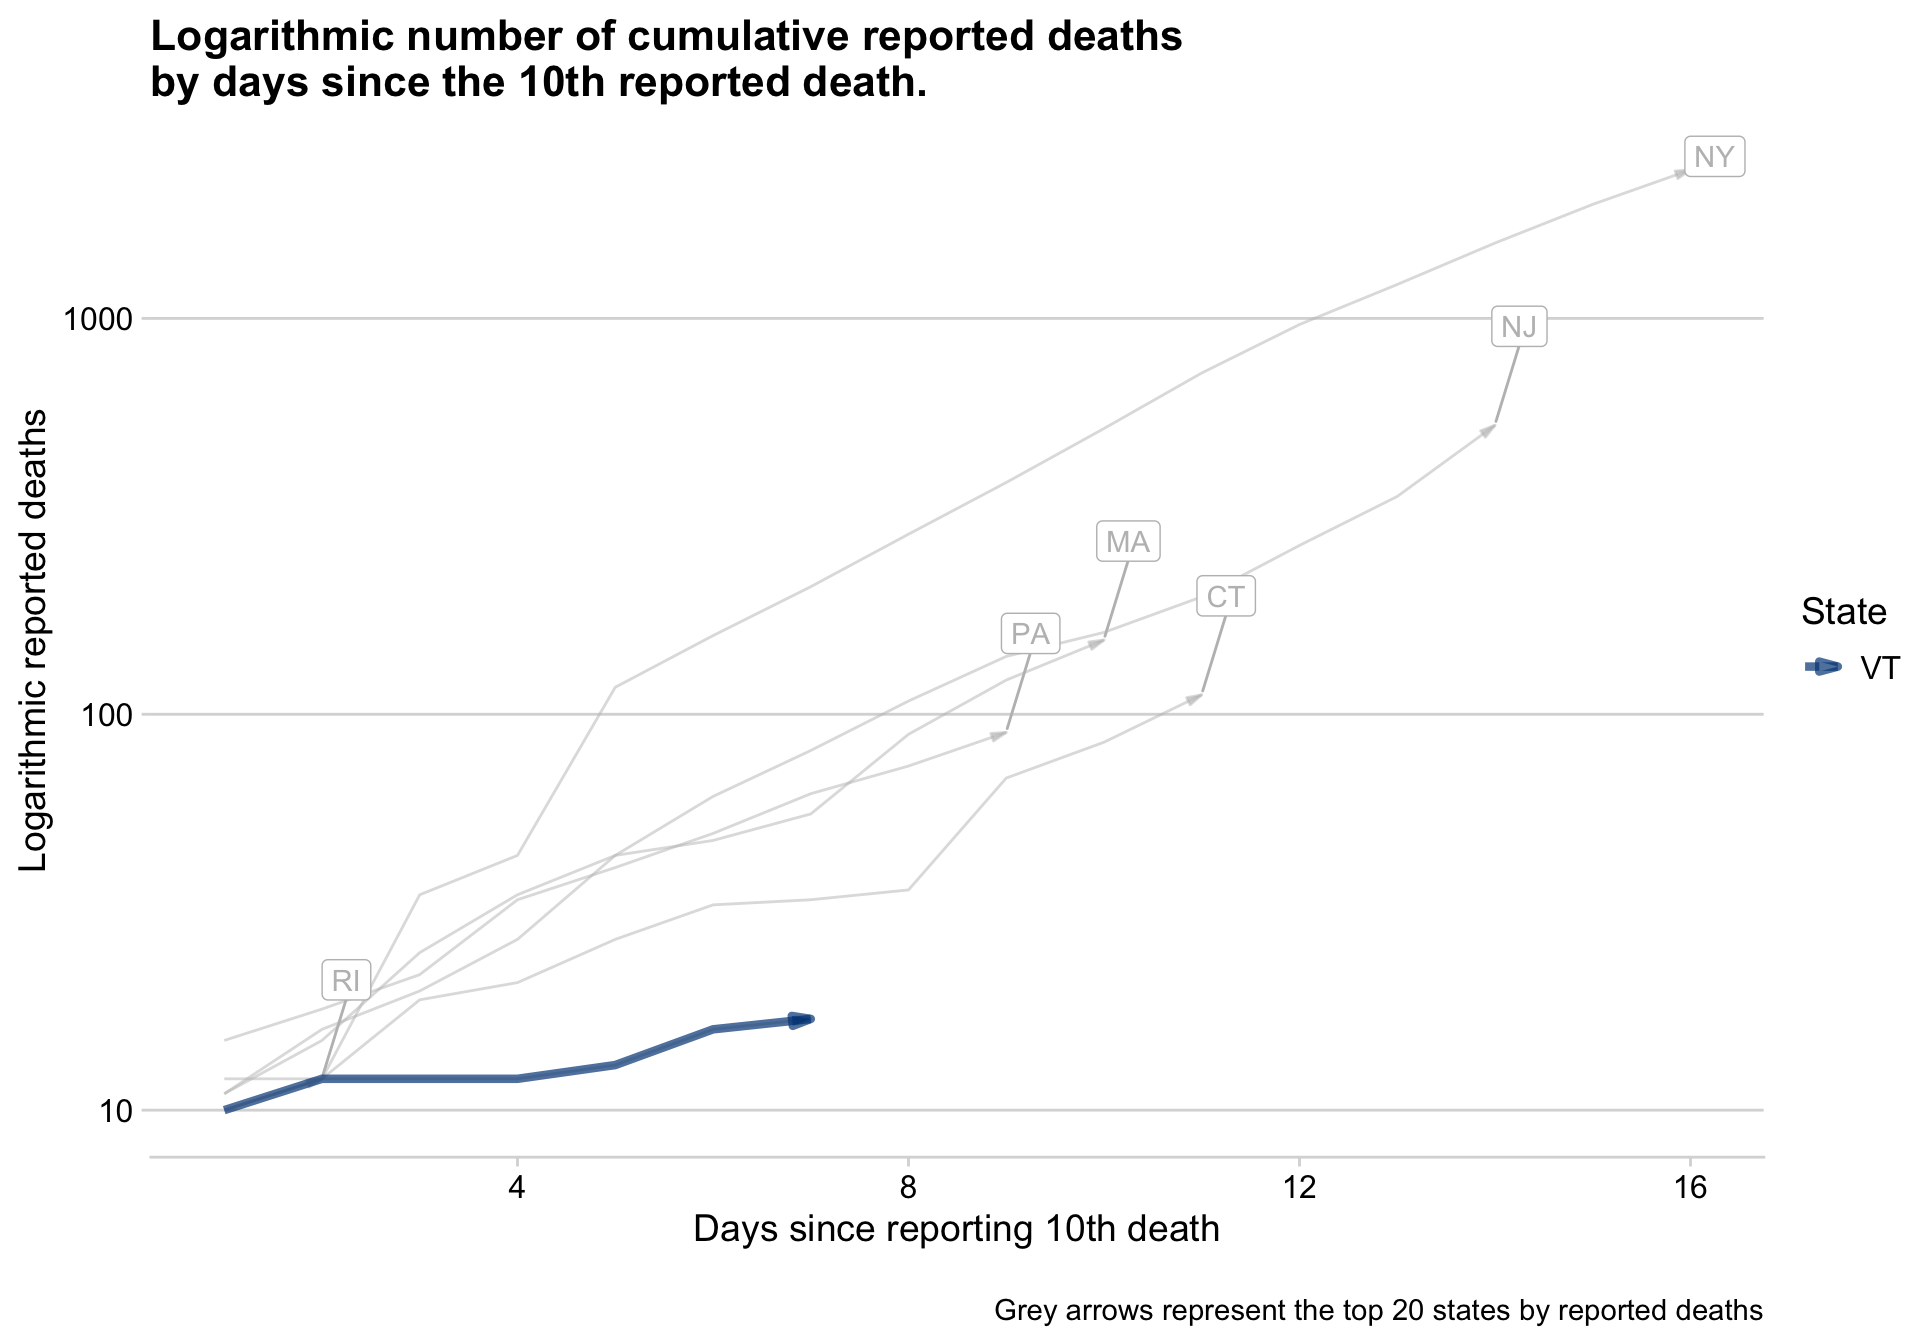 Logarithmic number of cumulative reported deaths
by days since the 10th reported death.
NY
1000
NJ
MA
CT
PA
State
VT
100
RI
10
Logarithmic reported deaths
4
8
12
16
Days since reporting 10th death
Grey arrows represent the top 20 states by reported deaths